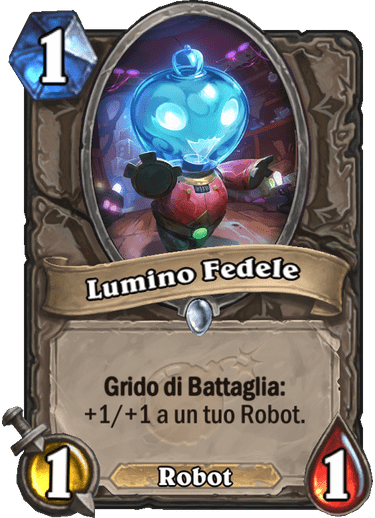 1
Lumino Fedele
Grido di Battaglia:
+1/+1 a un tuo Robot.
1
Robot
1